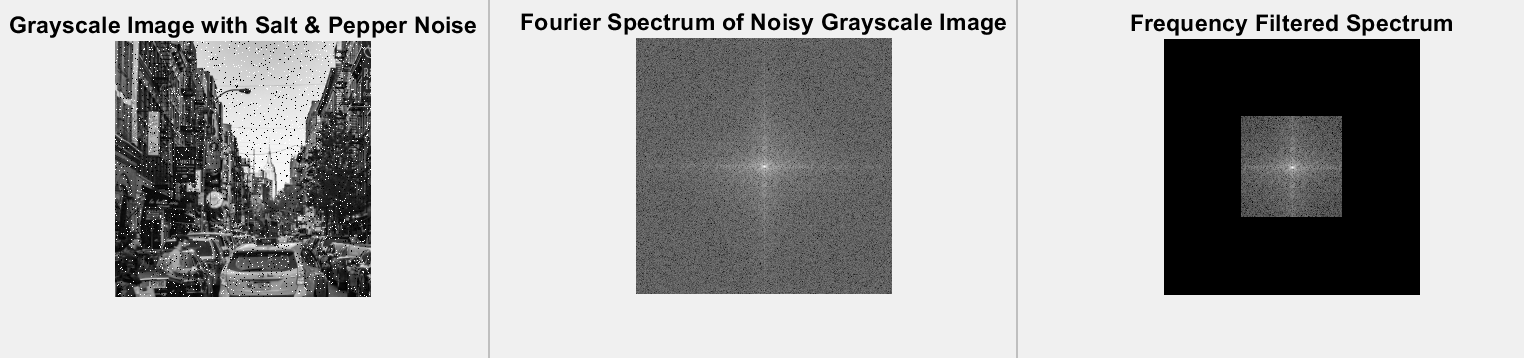 Grayscale Image with Salt & Pepper Noise
Fourier Spectrum of Noisy Grayscale Image
Frequency Filtered Spectrum